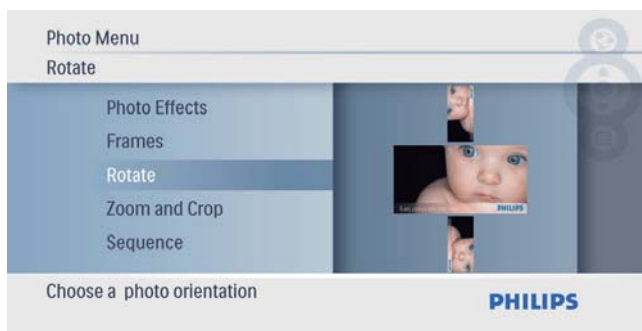 Photo Menu
Rotate
Photo Effects
Frames
Rotate
Zoom and Crop
Sequence
PHILIPS
Choose a photo orientation
PHILIPS